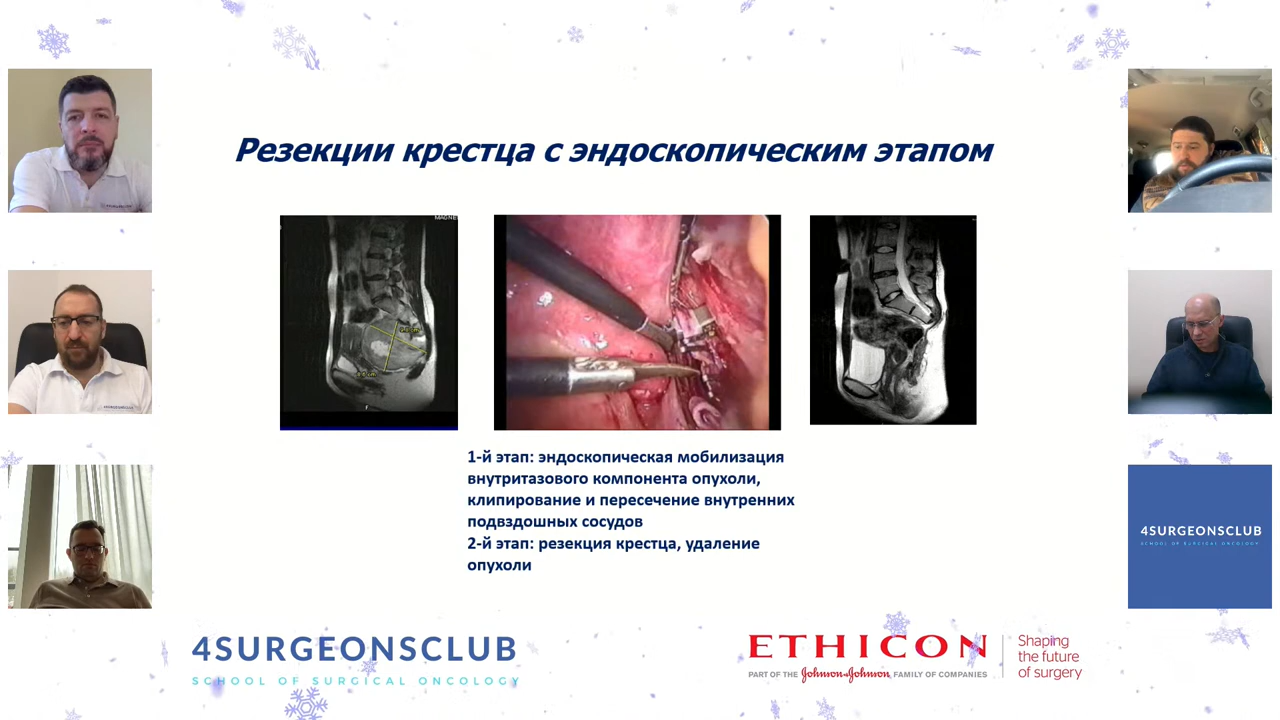 Резекции крестца с эндоскопическим этапом
MAGNE
1-й этап: эндоскопическая мобилизация
внутритазового компонента опухоли,
клипирование и пересечение внутренних
подвздошных сосудов
2-й этап: резекция крестца, удаление
опухоли
4SURGEONSCLUB
SCHOOL OF SURGICAL ONCOLOGY
4SURGEONSCLUB
SCHOOL OF SURGICAL ONCOLOGY
ETHICON
PART OF THE Johnson & Johnson FAMILY OF COMPANIES
Shaping
the future
of surgery